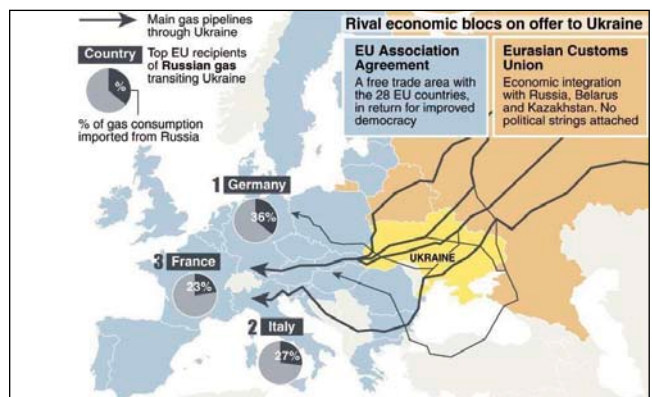 Main gas pipelines
through Ukraine
Country
Top EU recipients
of Russian gas
transiting Ukraine
%
% of gas consumption
imported from Russia
Rival economic blocs on offer to Ukraine
EU Association
Agreement
A free trade area with
the 28 EU countries,
in return for improved
democracy
Eurasian Customs
Union
Economic integration
with Russia, Belarus
and Kazakhstan. No
political strings attached
1 Germany
36%
3 France
23%
UKRAINE
2 Italy
27%